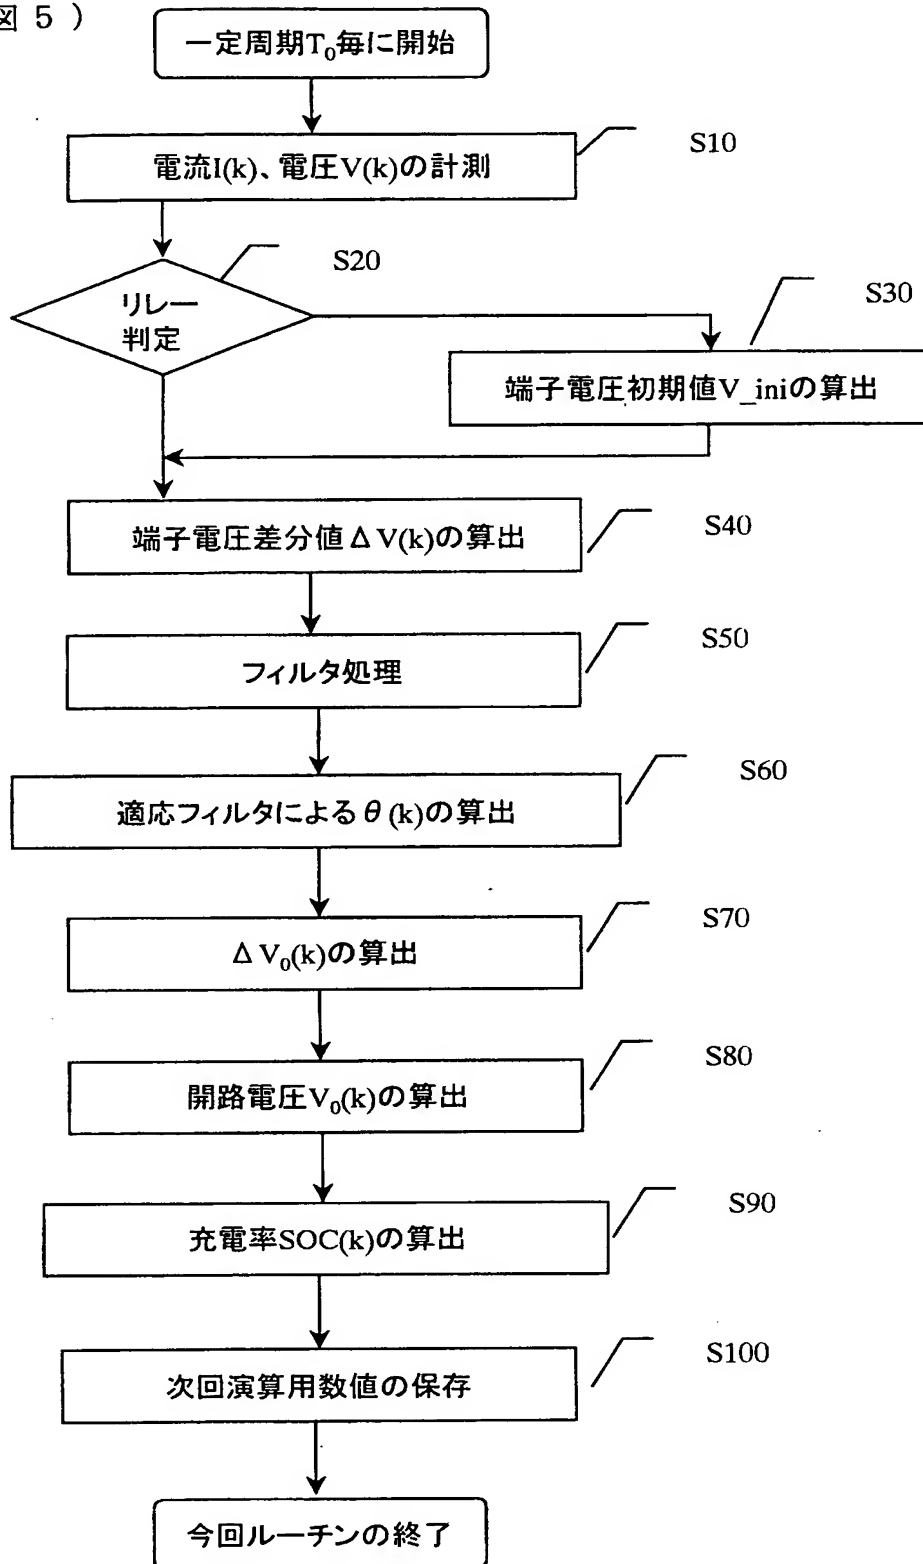 図 5 )
一定周期T₀毎に開始
電流I(k)、電圧V(k)の計測
S10
S20
リレー
判定
S30
端子電圧初期値V_iniの算出
端子電圧差分値ΔV(k)の算出
S40
フィルタ処理
S50
適応フィルタによるθ(k)の算出
S60
ΔV₀(k)の算出
S70
開路電圧V₀(k)の算出
S80
充電率SOC(k)の算出
S90
次回演算用数値の保存
S100
今回ルーチンの終了